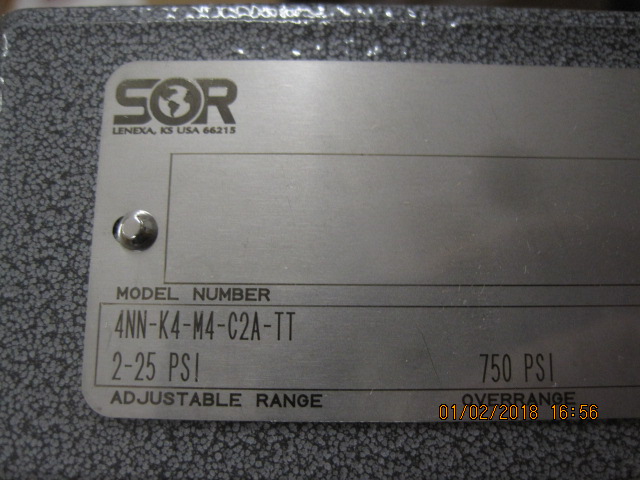 SOR
LENEXA, KS USA 66215
MODEL NUMBER
4NN-K4-M4-C2A-TT
2-25 PSI 750 PSI
ADJUSTABLE RANGE OVERRANGE
01/02/2018 16:56